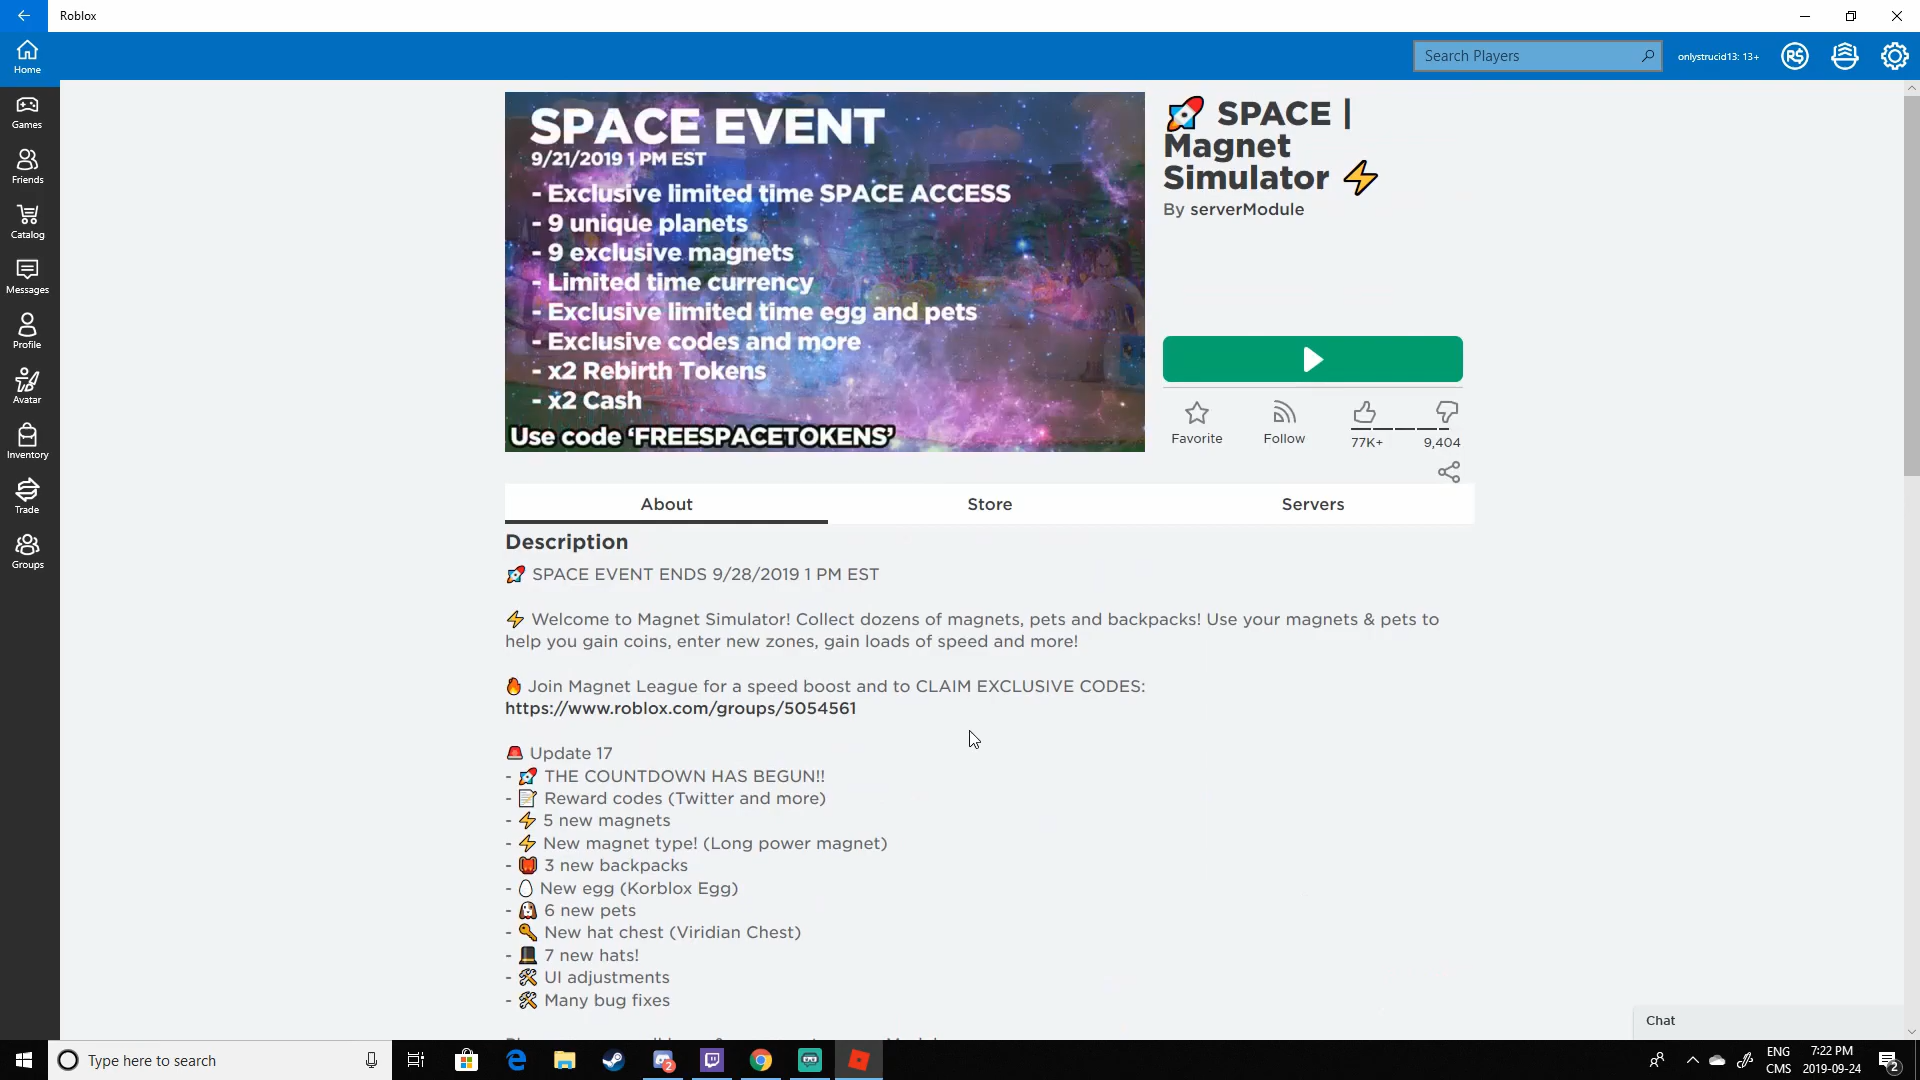 Roblox
Home
Search Players
onlystrucid13: 13+
Games
Friends
Catalog
Messages
Profile
Avatar
Inventory
Trade
Groups
SPACE EVENT
9/21/2019 1 PM EST
- Exclusive limited time SPACE ACCESS
- 9 unique planets
- 9 exclusive magnets
- Limited time currency
- Exclusive limited time egg and pets
- Exclusive codes and more
- x2 Rebirth Tokens
- x2 Cash
Use code ‘FREESPACETOKENS’
🚀 SPACE |
Magnet
Simulator ⚡
By serverModule
Favorite
Follow
77K+
9,404
About
Store
Servers
Description
🚀 SPACE EVENT ENDS 9/28/2019 1 PM EST
⚡ Welcome to Magnet Simulator! Collect dozens of magnets, pets and backpacks! Use your magnets & pets to
help you gain coins, enter new zones, gain loads of speed and more!
🔥 Join Magnet League for a speed boost and to CLAIM EXCLUSIVE CODES:
https://www.roblox.com/groups/5054561
🚨 Update 17
- 🚀 THE COUNTDOWN HAS BEGUN!!
- 📝 Reward codes (Twitter and more)
- ⚡ 5 new magnets
- ⚡ New magnet type! (Long power magnet)
- 🎒 3 new backpacks
- 🥚 New egg (Korblox Egg)
- 🐶 6 new pets
- 🔑 New hat chest (Viridian Chest)
- 🎩 7 new hats!
- 🛠 UI adjustments
- 🛠 Many bug fixes
Chat
Type here to search
2
ENG
CMS
7:22 PM
2019-09-24
2